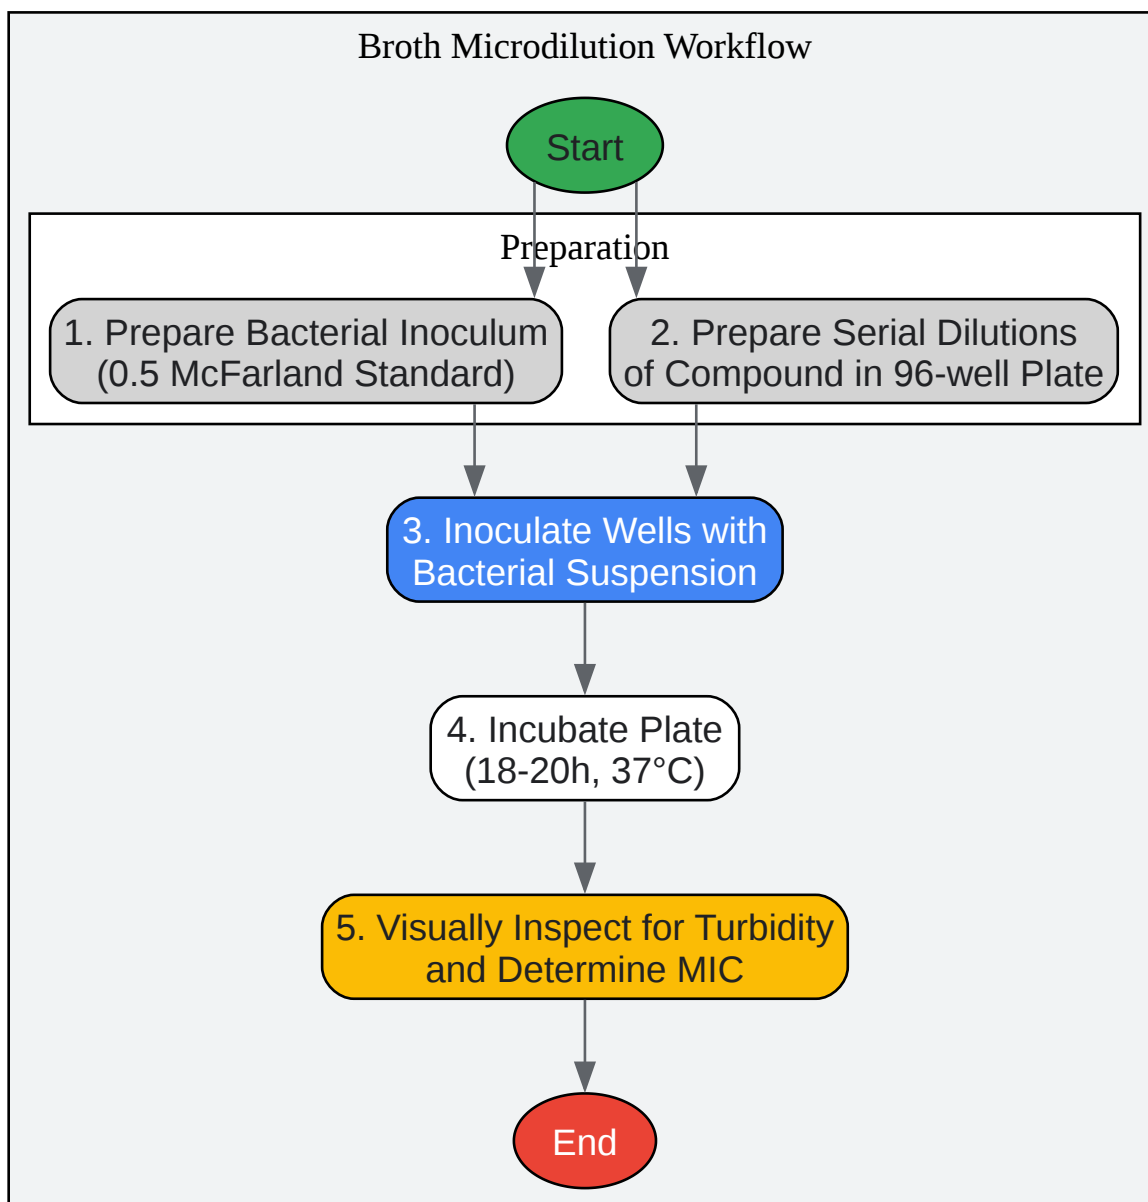 Broth Microdilution Workflow
Start
Preparation
1. Prepare Bacterial Inoculum
(0.5 McFarland Standard)
2. Prepare Serial Dilutions
of Compound in 96-well Plate
3. Inoculate Wells with
Bacterial Suspension
4. Incubate Plate
(18-20h, 37°C)
5. Visually Inspect for Turbidity
and Determine MIC
End